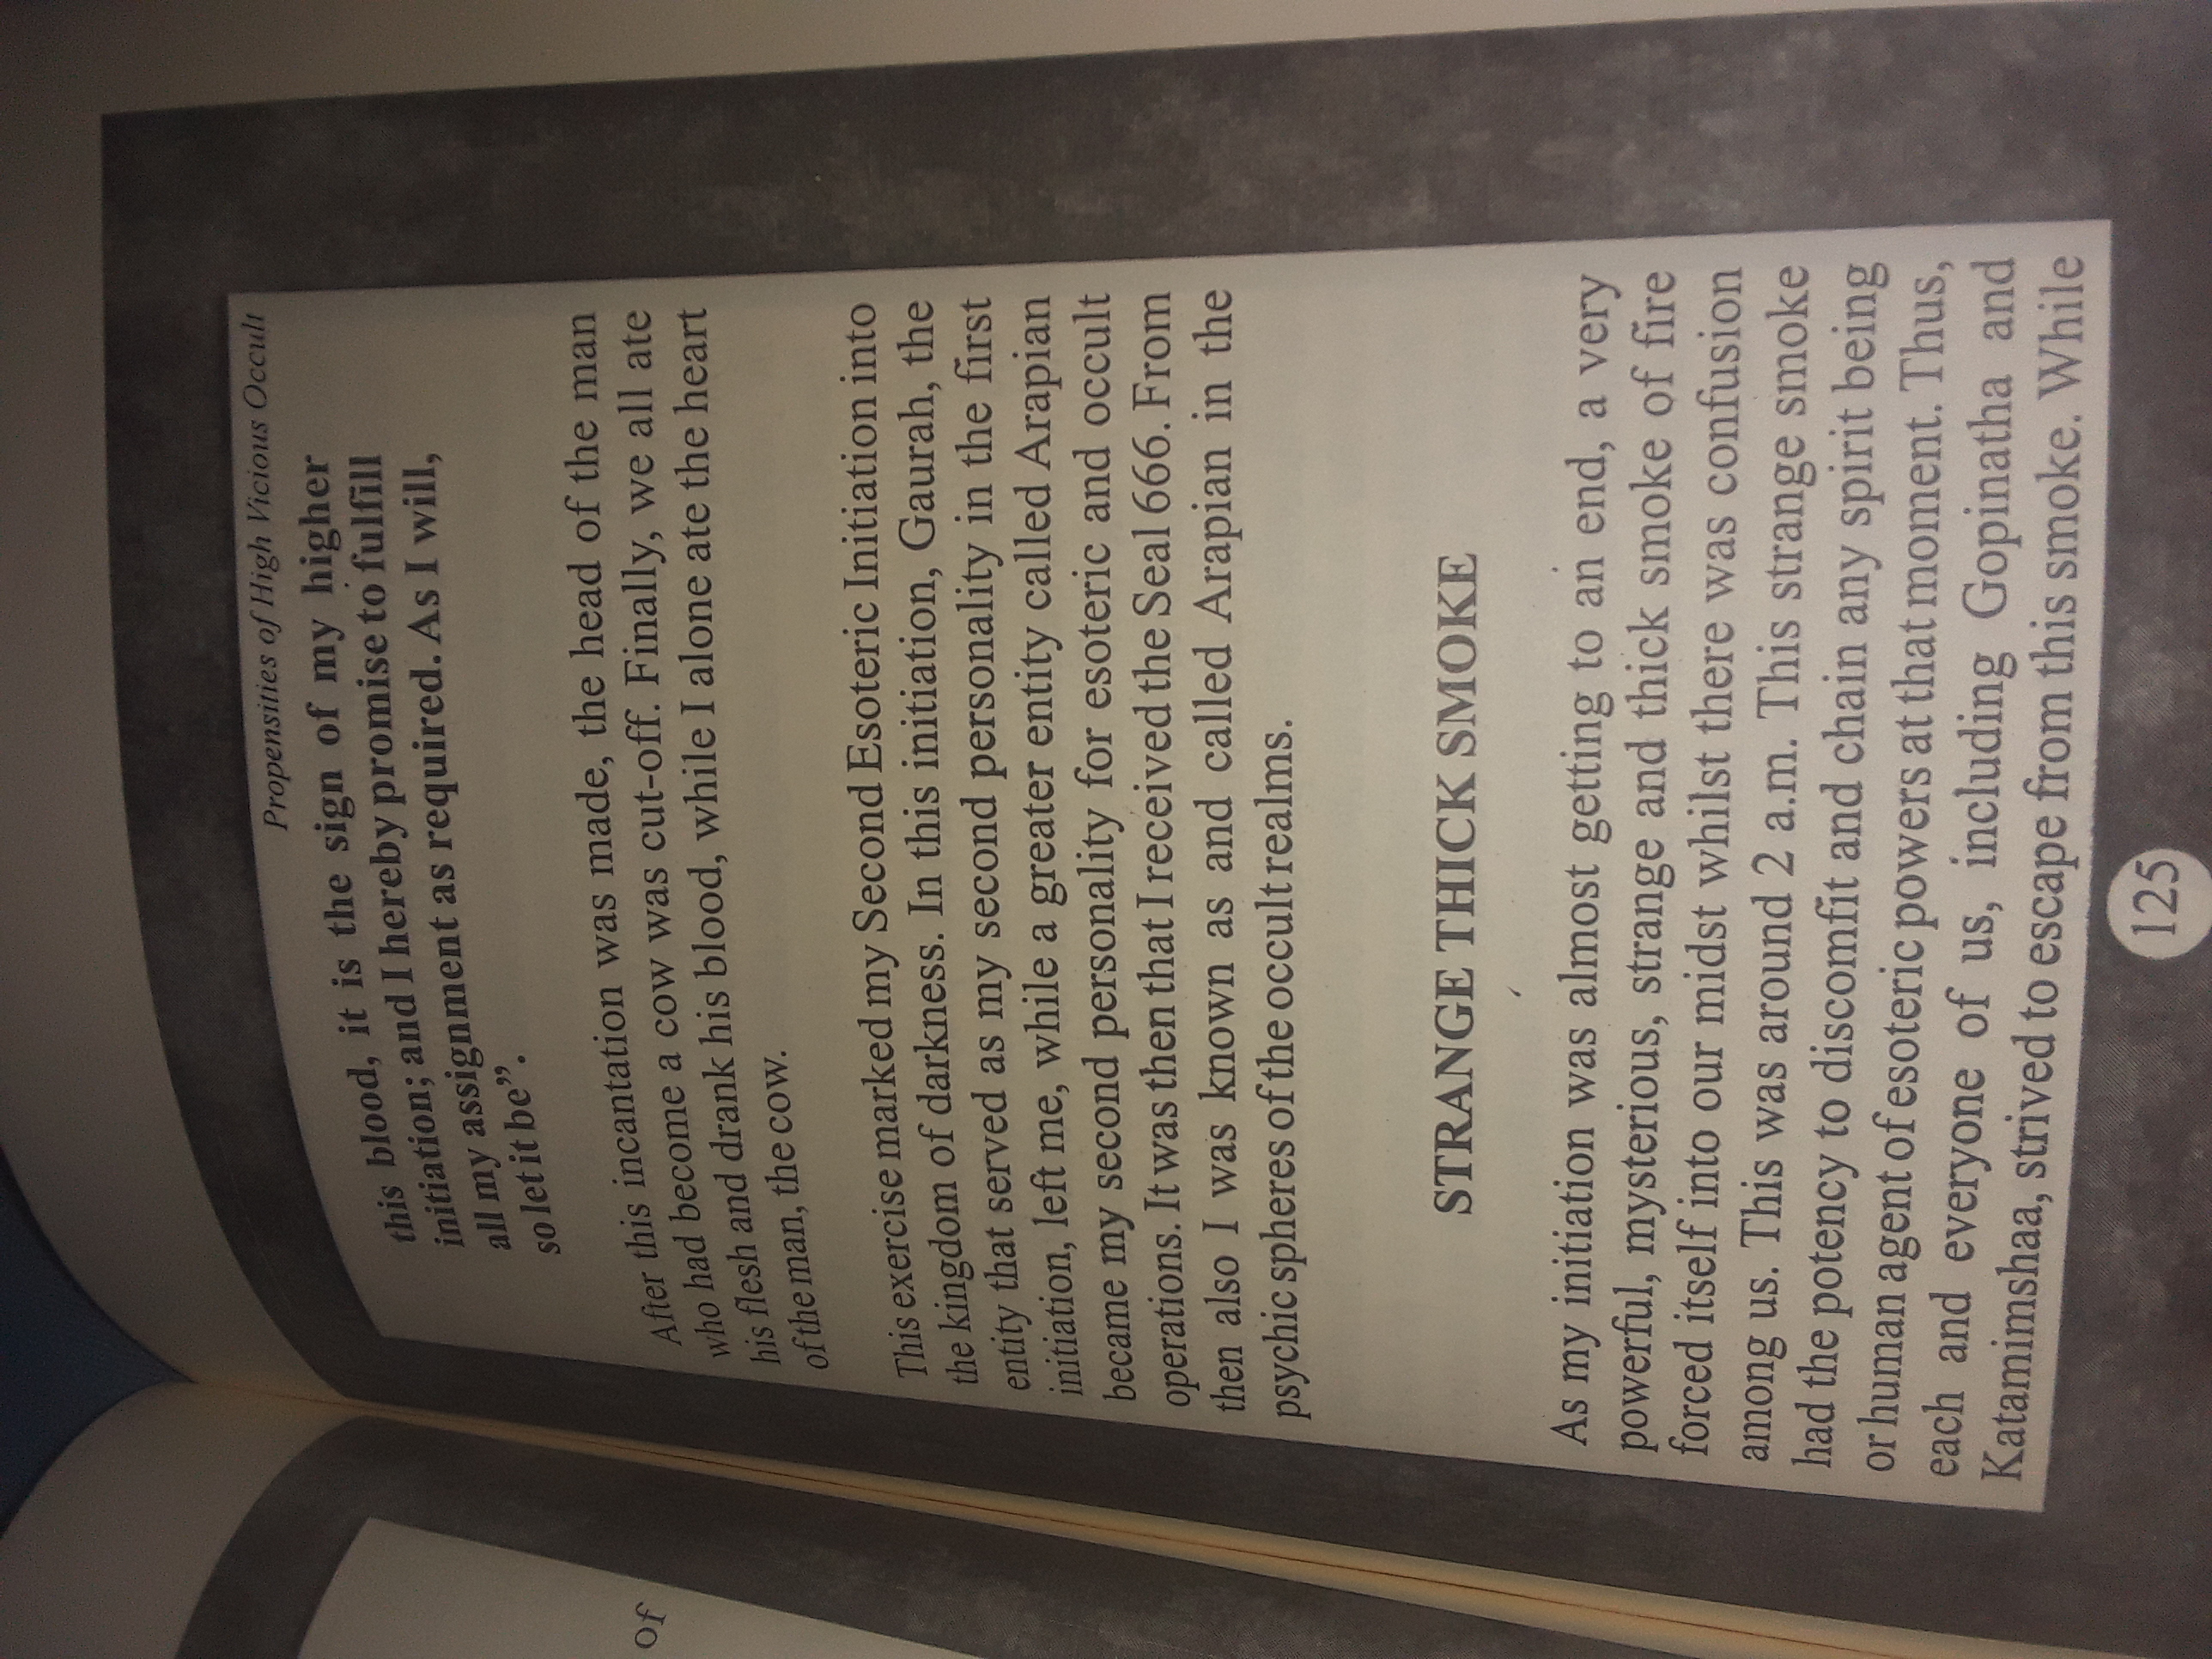 of
Propensities of High Vicious Occult
this blood, it is the sign of my higher
initiation; and I hereby promise to fulfill
all my assignment as required. As I will,
so let it be”.
After this incantation was made, the head of the man
who had become a cow was cut-off. Finally, we all ate
his flesh and drank his blood, while I alone ate the heart
of the man, the cow.
This exercise marked my Second Esoteric Initiation into
the kingdom of darkness. In this initiation, Gaurah, the
entity that served as my second personality in the first
initiation, left me, while a greater entity called Arapian
became my second personality for esoteric and occult
operations. It was then that I received the Seal 666. From
then also I was known as and called Arapian in the
psychic spheres of the occult realms.
STRANGE THICK SMOKE
As my initiation was almost getting to an end, a very
powerful, mysterious, strange and thick smoke of fire
forced itself into our midst whilst there was confusion
among us. This was around 2 a.m. This strange smoke
had the potency to discomfit and chain any spirit being
or human agent of esoteric powers at that moment. Thus,
each and everyone of us, including Gopinatha and
Katamimshaa, strived to escape from this smoke. While
125